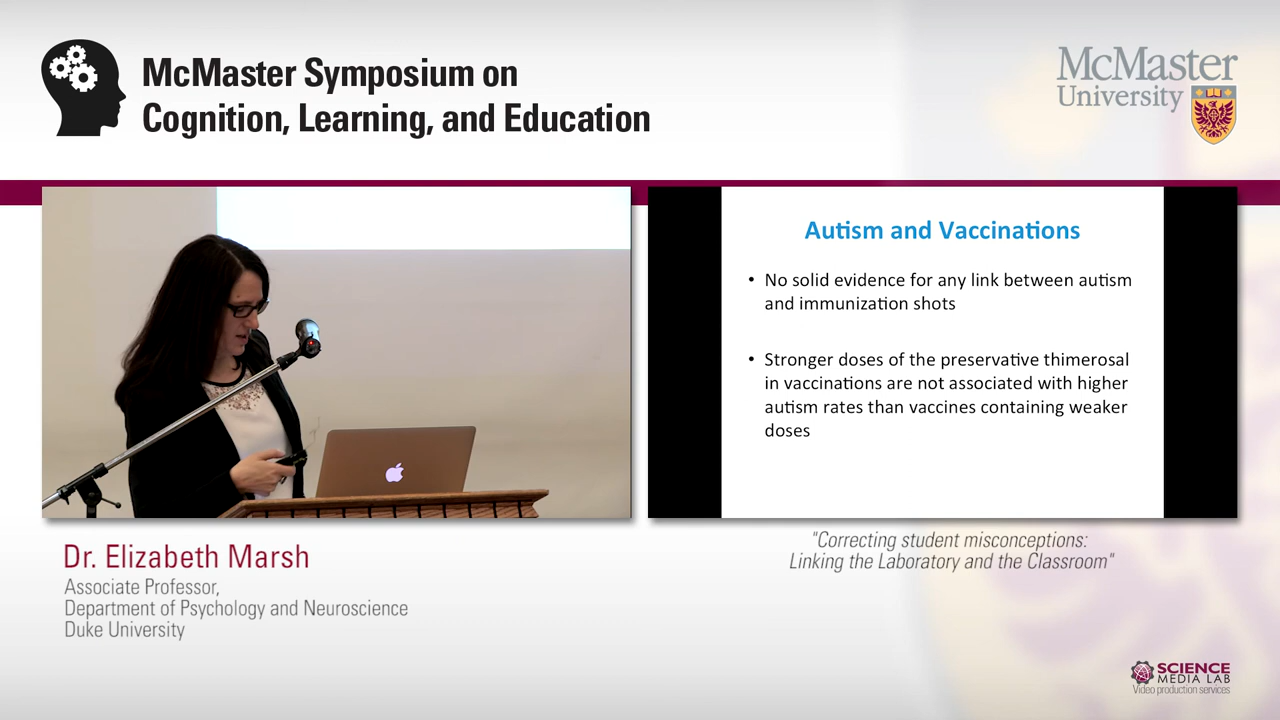 McMaster Symposium on
Cognition, Learning, and Education
McMaster
University
Autism and Vaccinations
• No solid evidence for any link between autism
and immunization shots
• Stronger doses of the preservative thimerosal
in vaccinations are not associated with higher
autism rates than vaccines containing weaker
doses
Dr. Elizabeth Marsh
Associate Professor,
Department of Psychology and Neuroscience
Duke University
"Correcting student misconceptions:
Linking the Laboratory and the Classroom"
SCIENCE
MEDIA LAB
Video production services